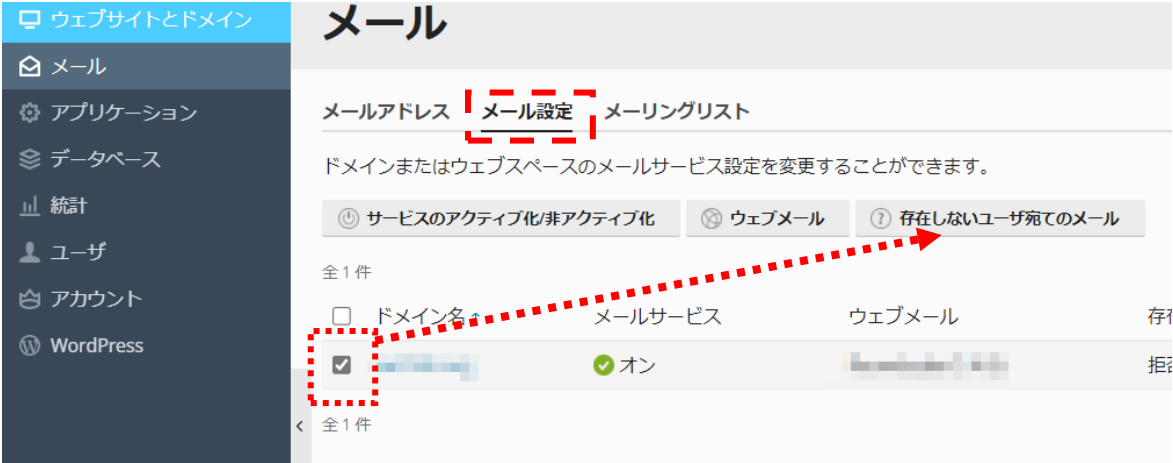 ウェブサイトとドメイン
メール
アプリケーション
データベース
統計
ユーザ
アカウント
WordPress
メール
メールアドレス メール設定 メーリングリスト
ドメインまたはウェブスペースのメールサービス設定を変更することができます。
サービスのアクティブ化/非アクティブ化 ウェブメール 存在しないユーザ宛てのメール
全1件
ドメイン名↑ メールサービス ウェブメール 存在
オン 拒否
全1件